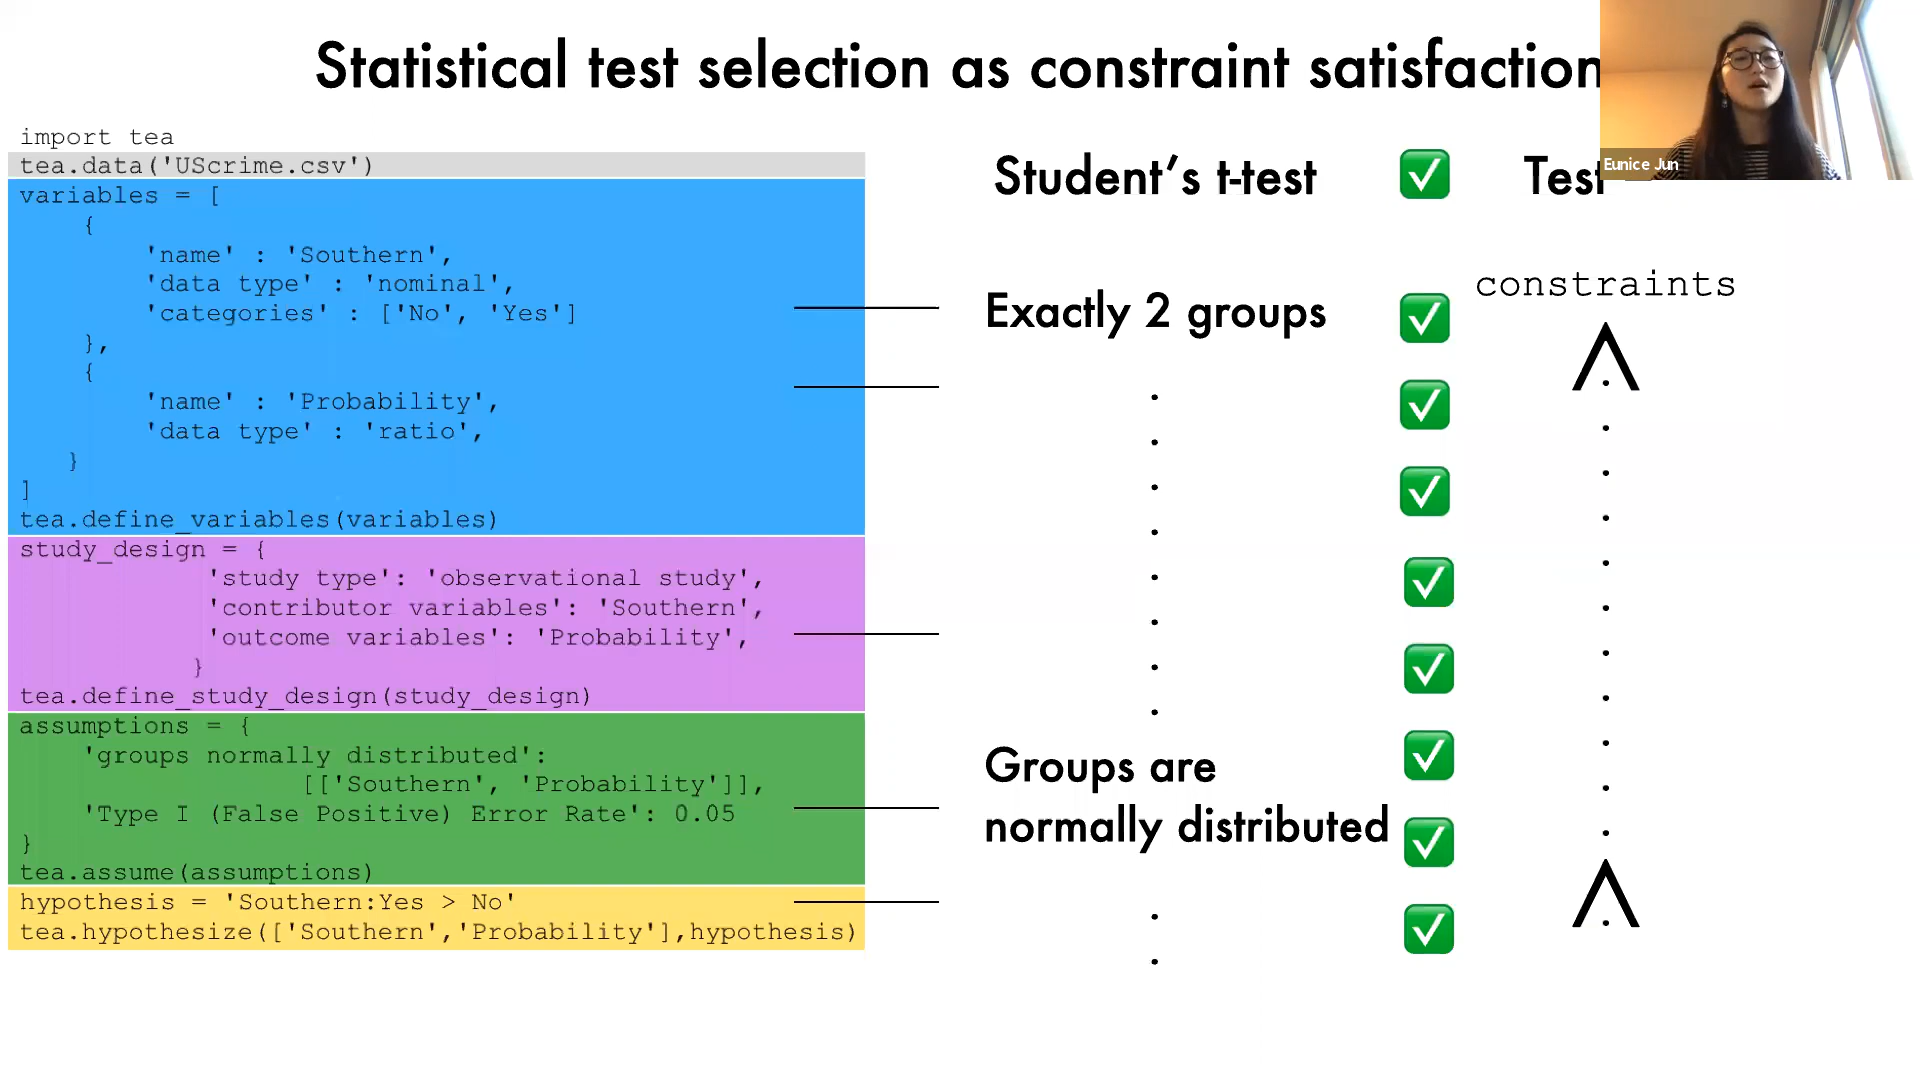 Statistical test selection as constraint satisfaction
import tea
tea.data('UScrime.csv')
variables = [
{
'name' : 'Southern',
'data type' : 'nominal',
'categories' : ['No', 'Yes']
},
{
'name' : 'Probability',
'data type' : 'ratio',
}
]
tea.define_variables(variables)
study_design = {
'study type': 'observational study',
'contributor variables': 'Southern',
'outcome variables': 'Probability',
}
tea.define_study_design(study_design)
assumptions = {
'groups normally distributed':
[['Southern', 'Probability']],
'Type I (False Positive) Error Rate': 0.05
}
tea.assume(assumptions)
hypothesis = 'Southern:Yes > No'
tea.hypothesize(['Southern','Probability'],hypothesis)
Student's t-test
Exactly 2 groups
Groups are
normally distributed
Test
constraints
Eunice Jun